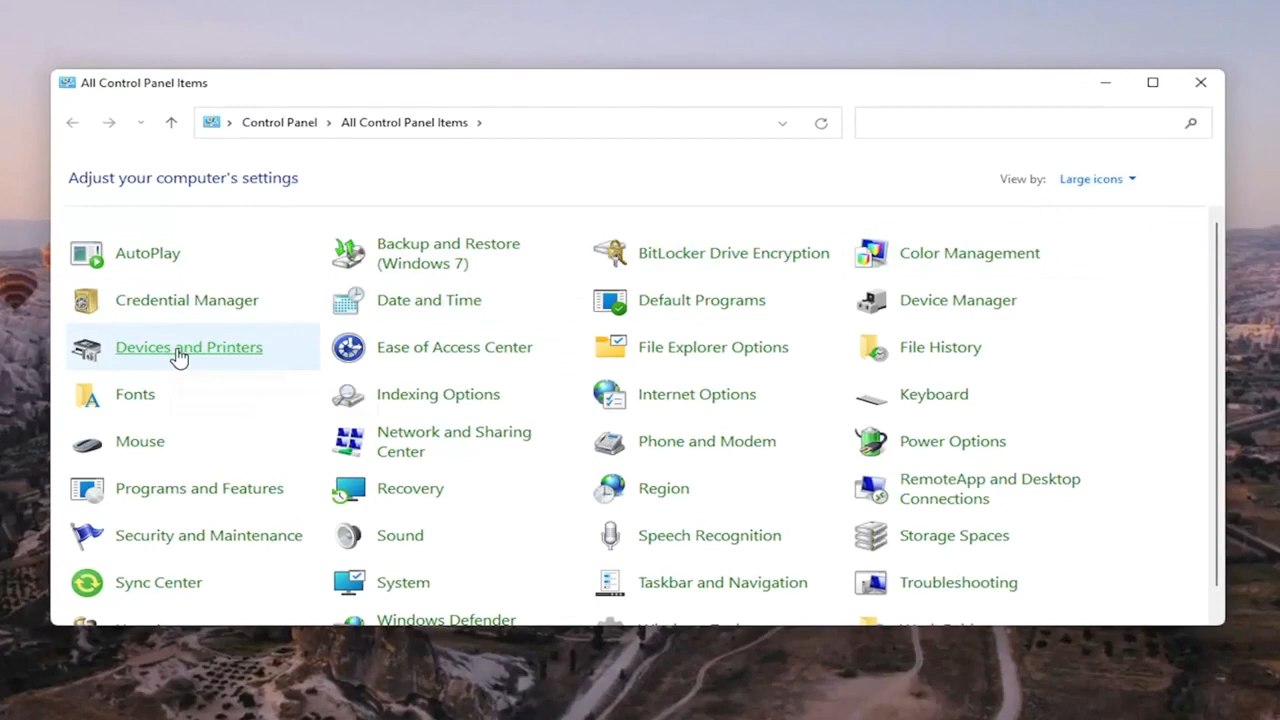 All Control Panel Items
Control Panel > All Control Panel Items >
Adjust your computer's settings
View by: Large icons
AutoPlay
Backup and Restore
(Windows 7)
BitLocker Drive Encryption
Color Management
Credential Manager
Date and Time
Default Programs
Device Manager
Devices and Printers
Ease of Access Center
File Explorer Options
File History
Fonts
Indexing Options
Internet Options
Keyboard
Mouse
Network and Sharing
Center
Phone and Modem
Power Options
Programs and Features
Recovery
Region
RemoteApp and Desktop
Connections
Security and Maintenance
Sound
Speech Recognition
Storage Spaces
Sync Center
System
Taskbar and Navigation
Troubleshooting
Windows Defender